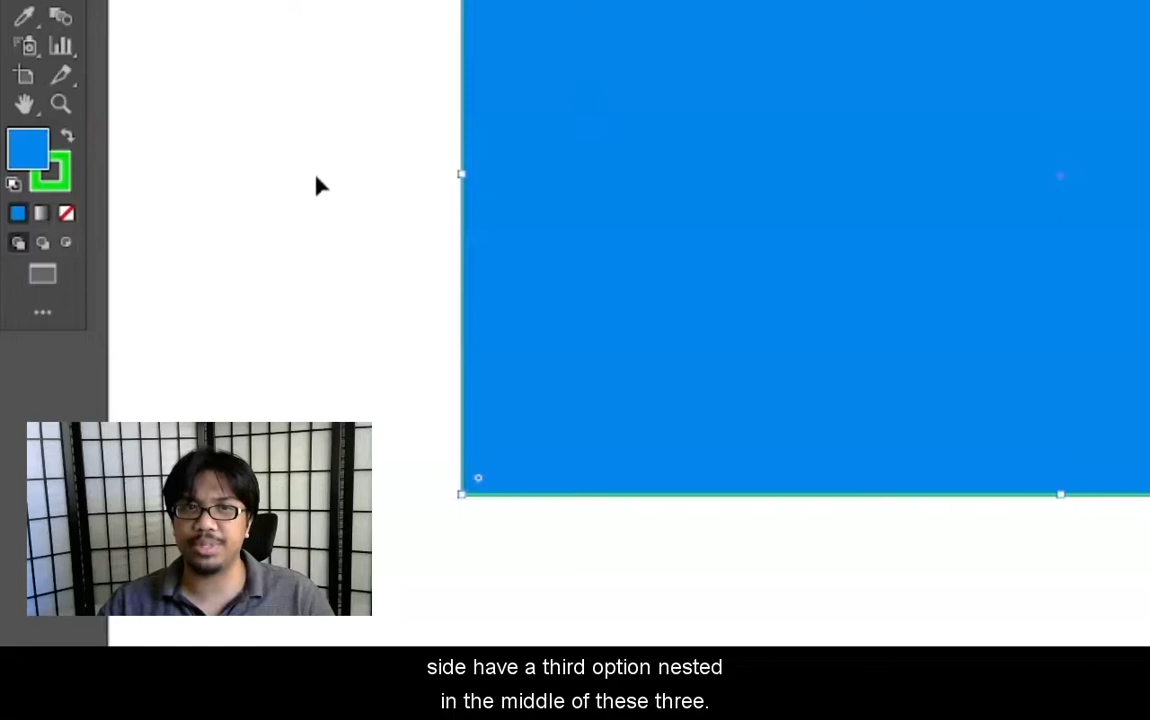 side have a third option nested
in the middle of these three.